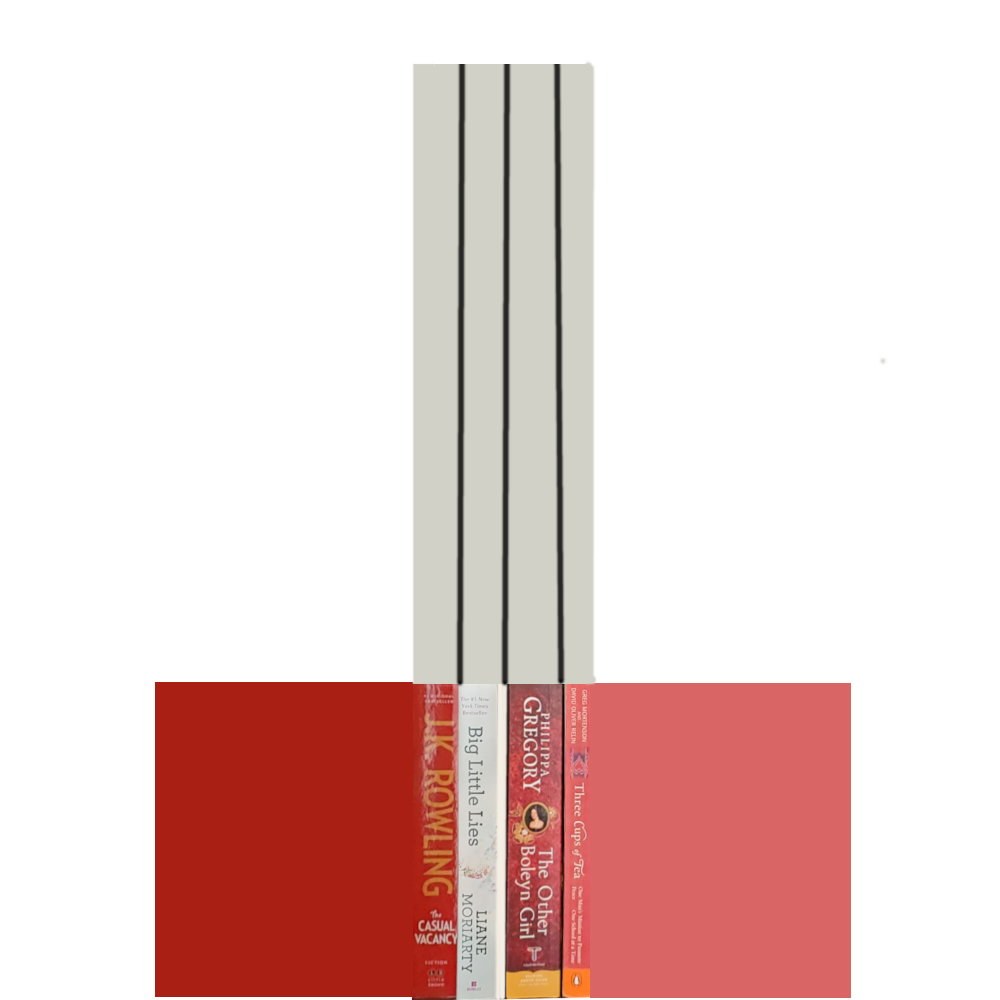 J.K. ROWLING
The
CASUAL
VACANCY
FICTION
The #1 New
York Times
Bestseller
Big Little Lies
LIANE
MORIARTY
PHILIPPA
GREGORY
The Other
Boleyn Girl
GREG MORTENSON
AND
DAVID OLIVER RELIN
Three Cups of Tea
One Man's Mission to Promote
Peace . . . One School at a Time